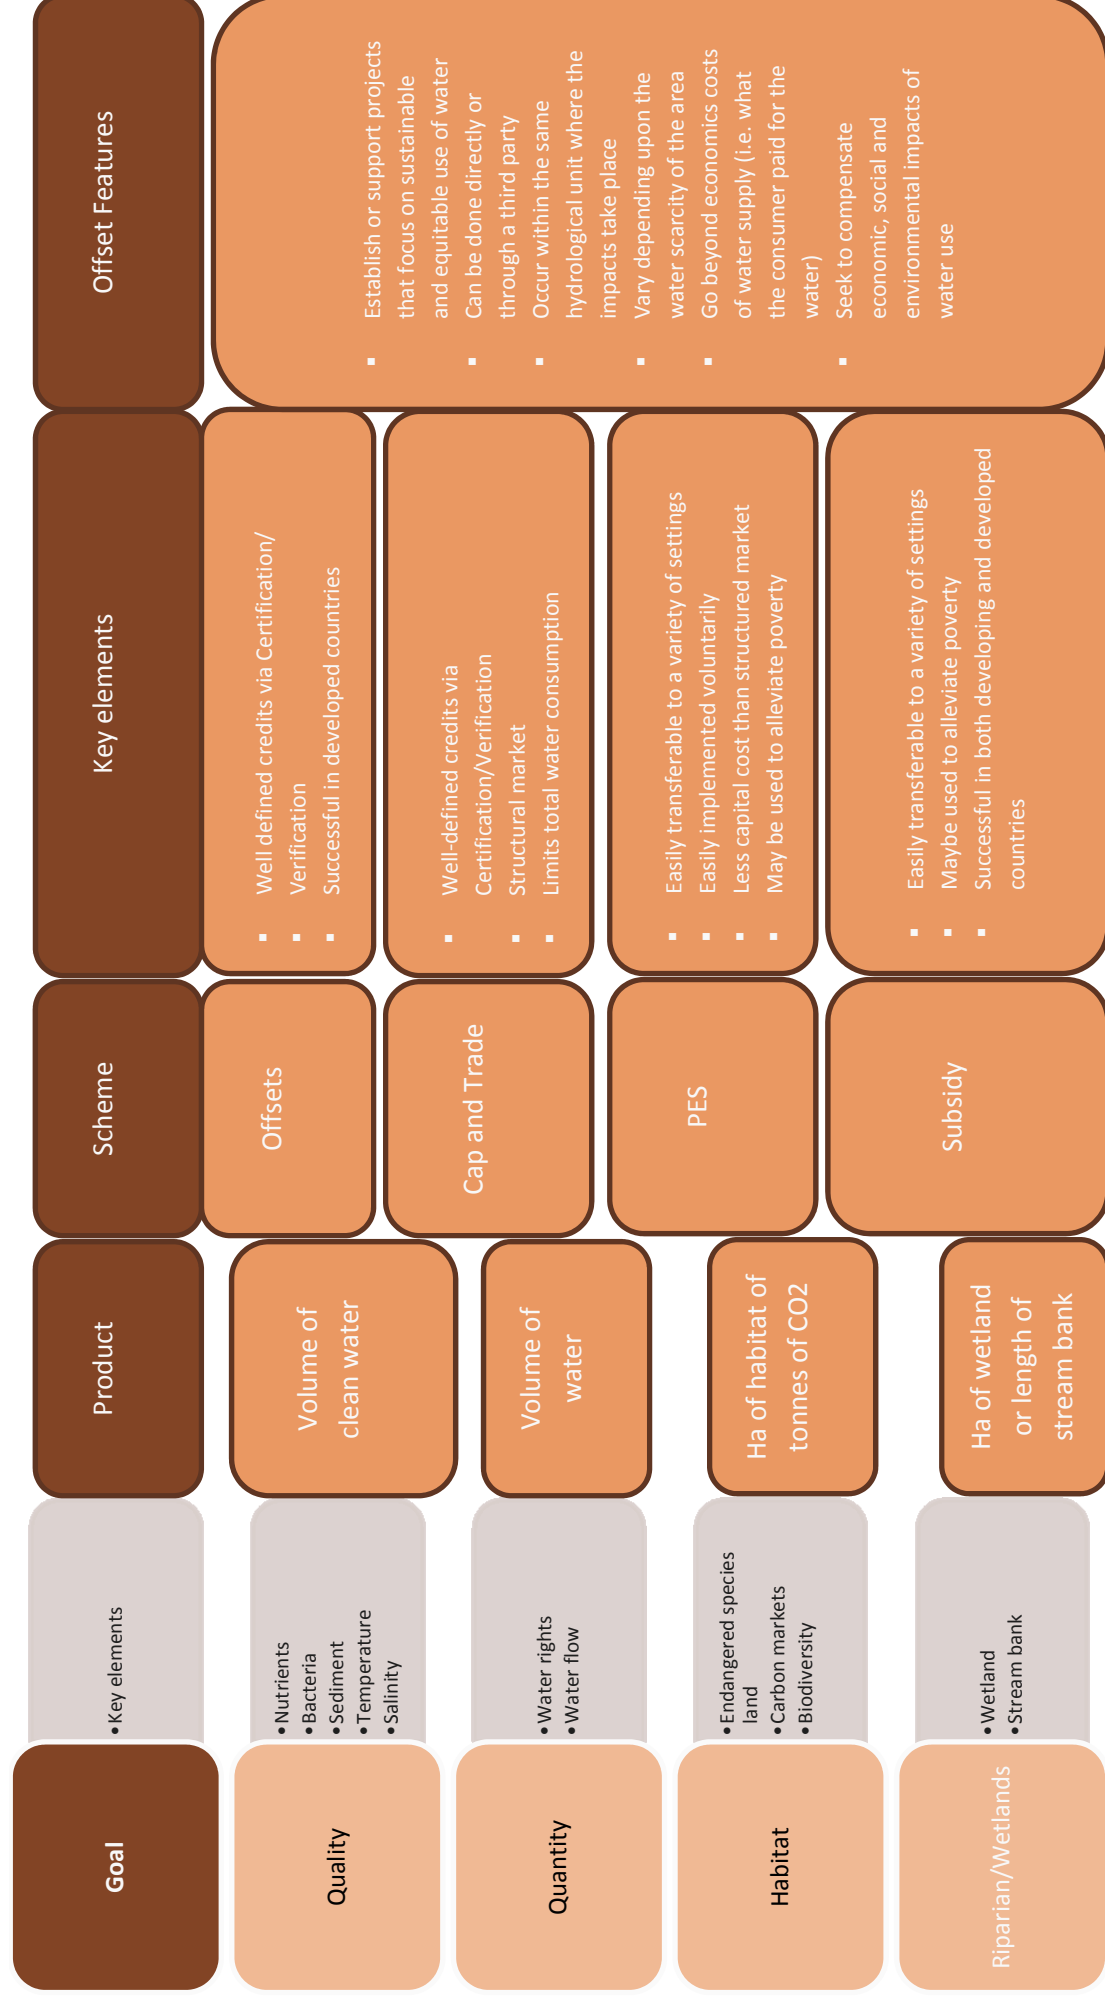 Goal
• Key elements
Product
Scheme
Key elements
Offset Features
Quality
• Nutrients
• Bacteria
• Sediment
• Temperature
• Salinity
Volume of
clean water
Offsets
▪ Well defined credits via Certification/
▪ Verification
▪ Successful in developed countries
Quantity
• Water rights
• Water flow
Volume of
water
Cap and Trade
▪ Well-defined credits via
Certification/Verification
▪ Structural market
▪ Limits total water consumption
Habitat
• Endangered species
land
• Carbon markets
• Biodiversity
Ha of habitat of
tonnes of CO2
PES
▪ Easily transferable to a variety of settings
▪ Easily implemented voluntarily
▪ Less capital cost than structured market
▪ May be used to alleviate poverty
Riparian/Wetlands
• Wetland
• Stream bank
Ha of wetland
or length of
stream bank
Subsidy
▪ Easily transferable to a variety of settings
▪ Maybe used to alleviate poverty
▪ Successful in both developing and developed
countries
▪ Establish or support projects
that focus on sustainable
and equitable use of water
▪ Can be done directly or
through a third party
▪ Occur within the same
hydrological unit where the
impacts take place
▪ Vary depending upon the
water scarcity of the area
▪ Go beyond economics costs
of water supply (i.e. what
the consumer paid for the
water)
▪ Seek to compensate
economic, social and
environmental impacts of
water use